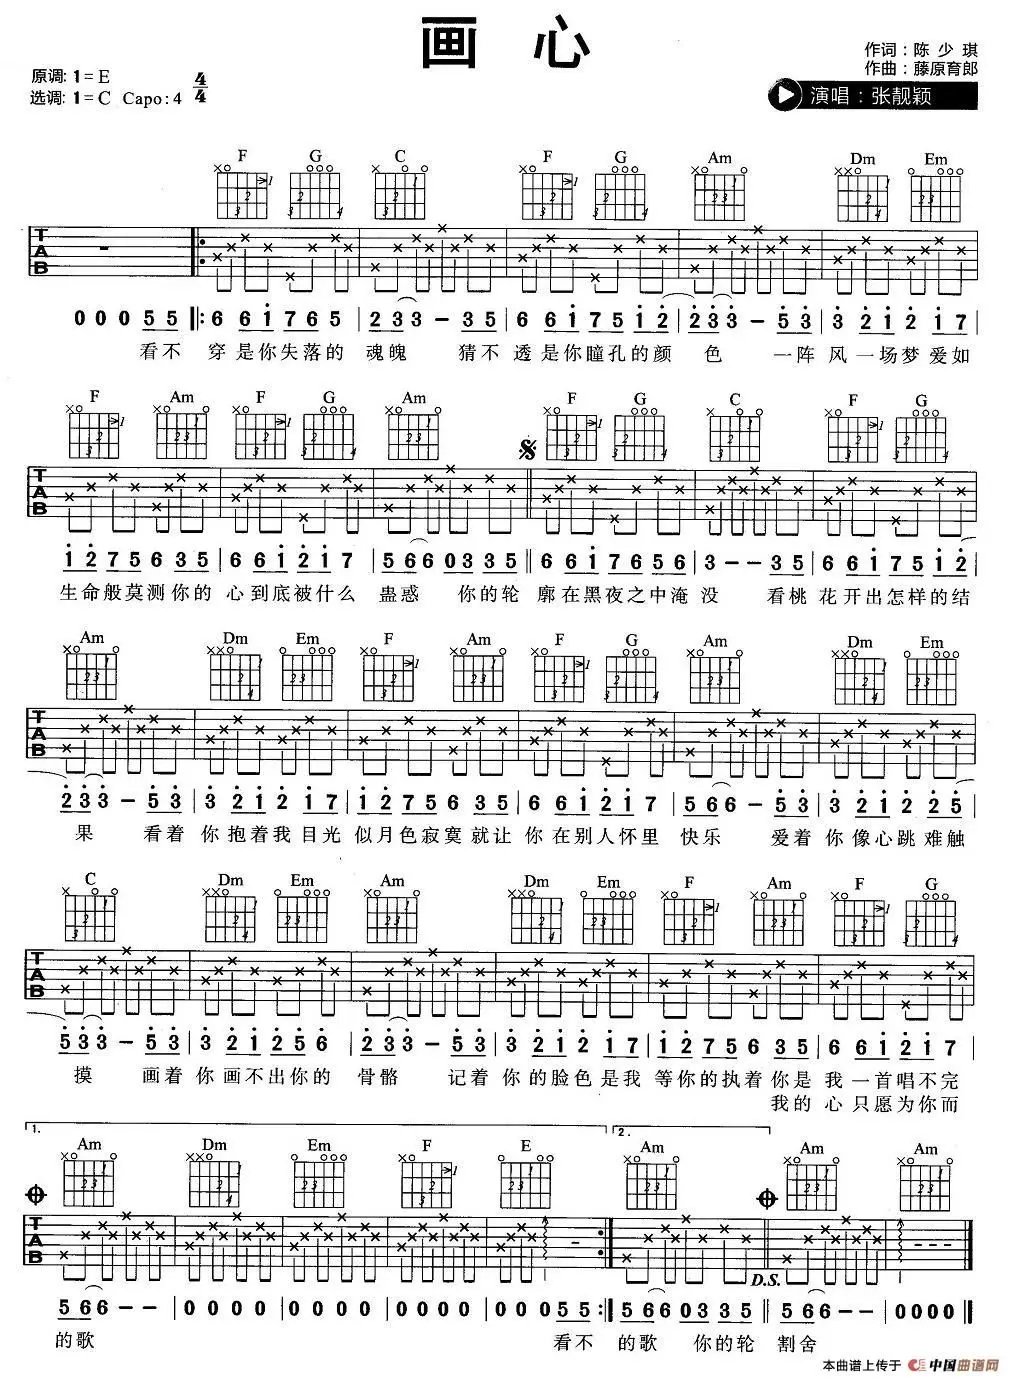 画 心
原调: 1=E 4/4
选调: 1=C Capo:4
作词：陈 少 琪
作曲：藤原育郎
演唱：张靓颖
F G C F G Am Dm Em
TAB
0 0 0 5 5 6 6 1 7 6 5 2 3 3 - 3 5 6 6 1 7 5 1 2 2 3 3 - 5 3 3 2 1 2 1 7
看不 穿是你失落的 魂魄 猜不 透是你瞳孔的颜 色 一阵 风一场梦 爱如
F Am F G Am F G C F G
TAB
1 2 7 5 6 3 5 6 6 1 2 1 7 5 6 6 0 3 3 5 6 6 1 7 6 5 6 3 - 3 5 6 6 1 7 5 1 2
生命般莫测你的 心到底被什么 蛊惑 你的轮 廓在黑夜之中淹 没 看桃 花开出怎样的结
Am Dm Em F Am F G Am Dm Em
TAB
2 3 3 - 5 3 3 2 1 2 1 7 1 2 7 5 6 3 5 6 6 1 2 1 7 5 6 6 - 5 3 3 2 1 2 2 5
果 看着 你抱着我 目光 似月色寂寞就让 你在别人怀里 快乐 爱着 你像心跳难触
C Dm Em Am Dm Em F Am F G
TAB
5 3 3 - 5 3 3 2 1 2 5 6 2 3 3 - 5 3 3 2 1 2 1 7 1 2 7 5 6 3 5 6 6 1 2 1 7
摸 画着 你画不出你的 骨骼 记着 你的脸色是我 等你的执着你是 我一首唱不完
我的 心只愿为你而
1. 2.
Am Dm Em F E Am Am Am
TAB
D.S.
5 6 6 - - 0 0 0 0 0 0 0 0 0 0 0 0 0 0 0 5 5 5 6 6 0 3 3 5 5 6 6 - - 0 0 0 0
的歌 看不 的歌 你的轮 割舍
本曲谱上传于 中国曲谱网